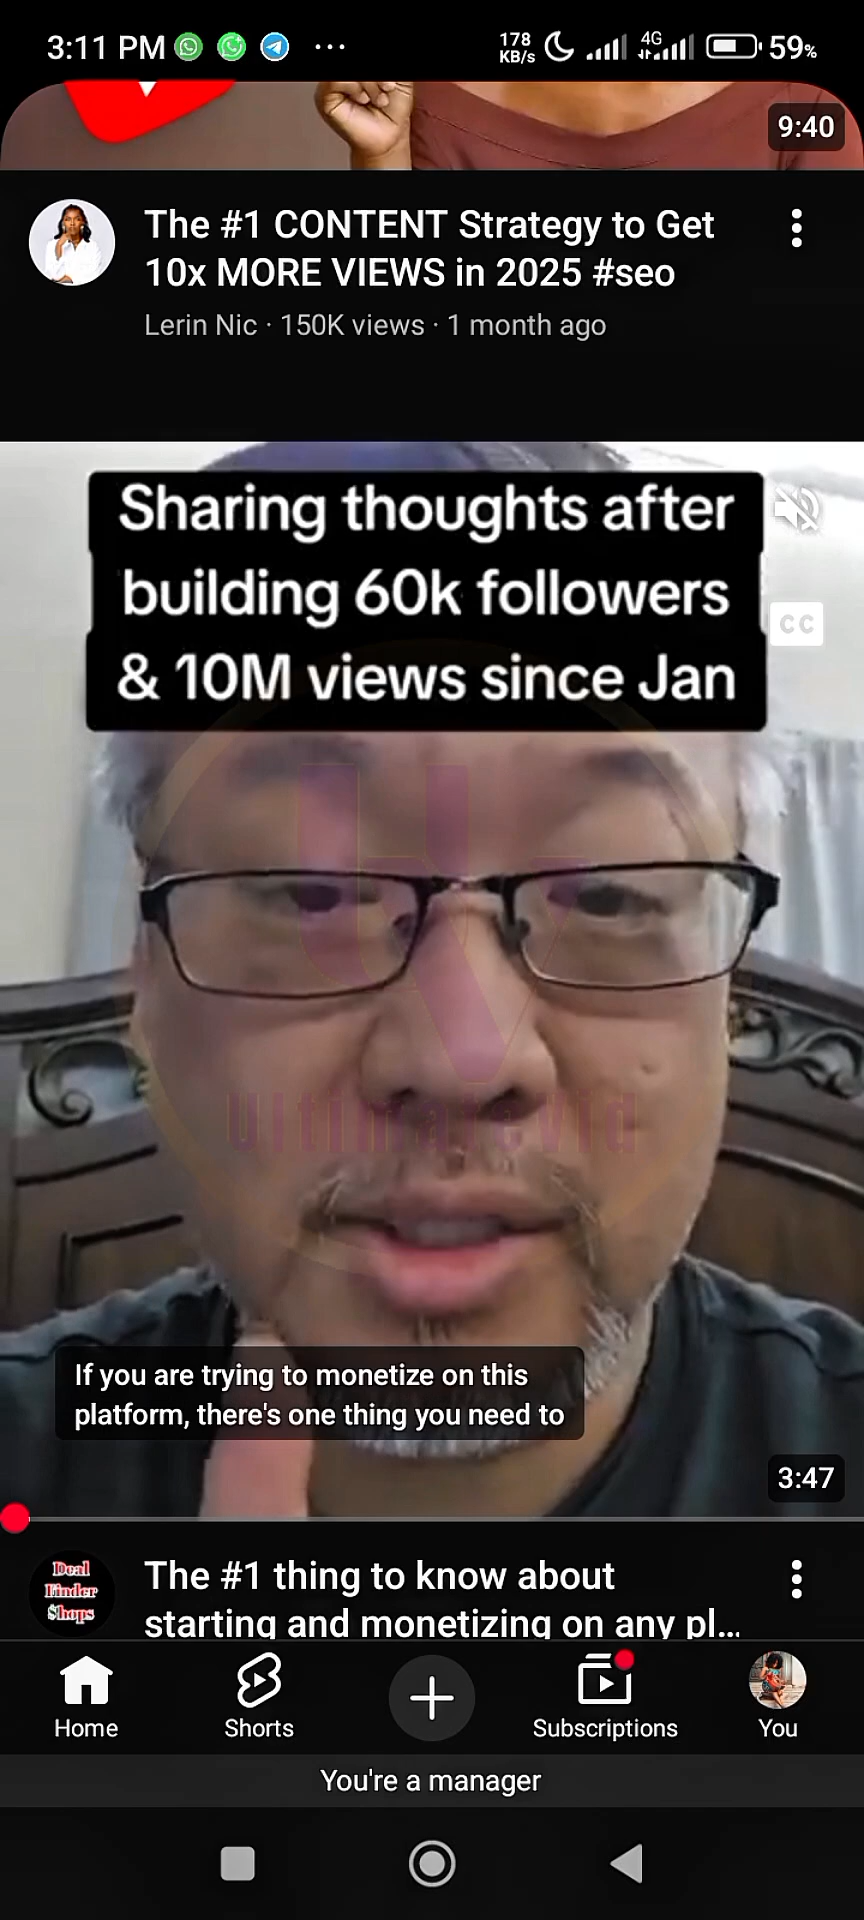 3:11 PM
178
KB/s
4G
59%
9:40
The #1 CONTENT Strategy to Get
10x MORE VIEWS in 2025 #seo
Lerin Nic · 150K views · 1 month ago
Sharing thoughts after
building 60k followers
& 10M views since Jan
CC
UltimateVid
If you are trying to monetize on this
platform, there's one thing you need to
3:47
Deal
Finder
Shops
The #1 thing to know about
starting and monetizing on any pl...
Home
Shorts
Subscriptions
You
You're a manager